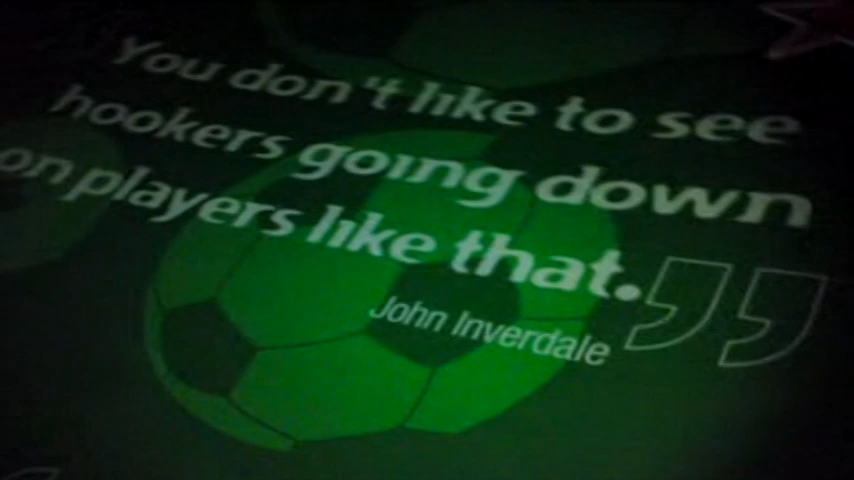 You don't like to see
hookers going down
on players like that.”
John Inverdale